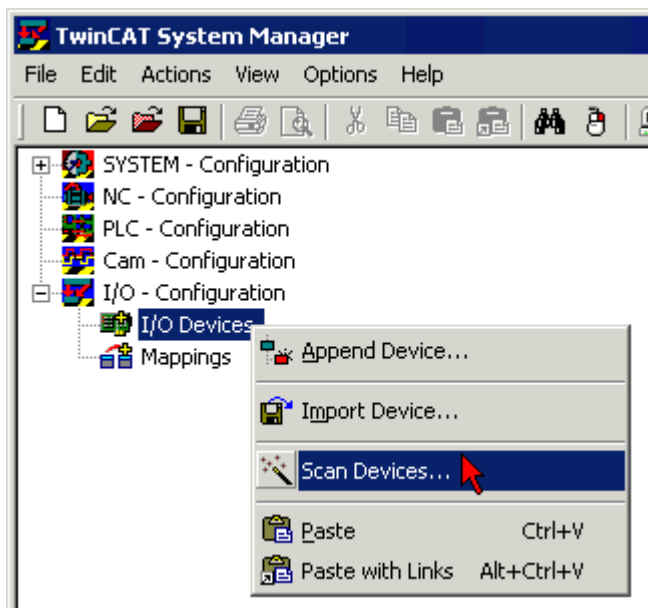 TwinCAT System Manager
File Edit Actions View Options Help
SYSTEM - Configuration
NC - Configuration
PLC - Configuration
Cam - Configuration
I/O - Configuration
I/O Devices
Mappings
Append Device...
Import Device...
Scan Devices...
Paste Ctrl+V
Paste with Links Alt+Ctrl+V